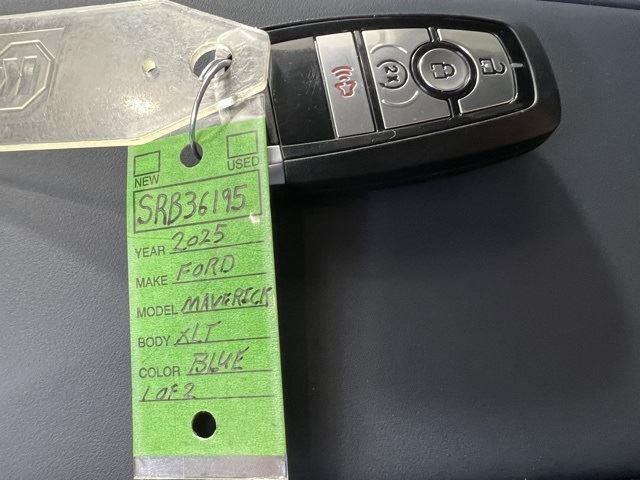 NEW USED
SRB36195
YEAR 2025
MAKE FORD
MODEL MAVERICK
BODY XLT
COLOR BLUE
1 OF 2